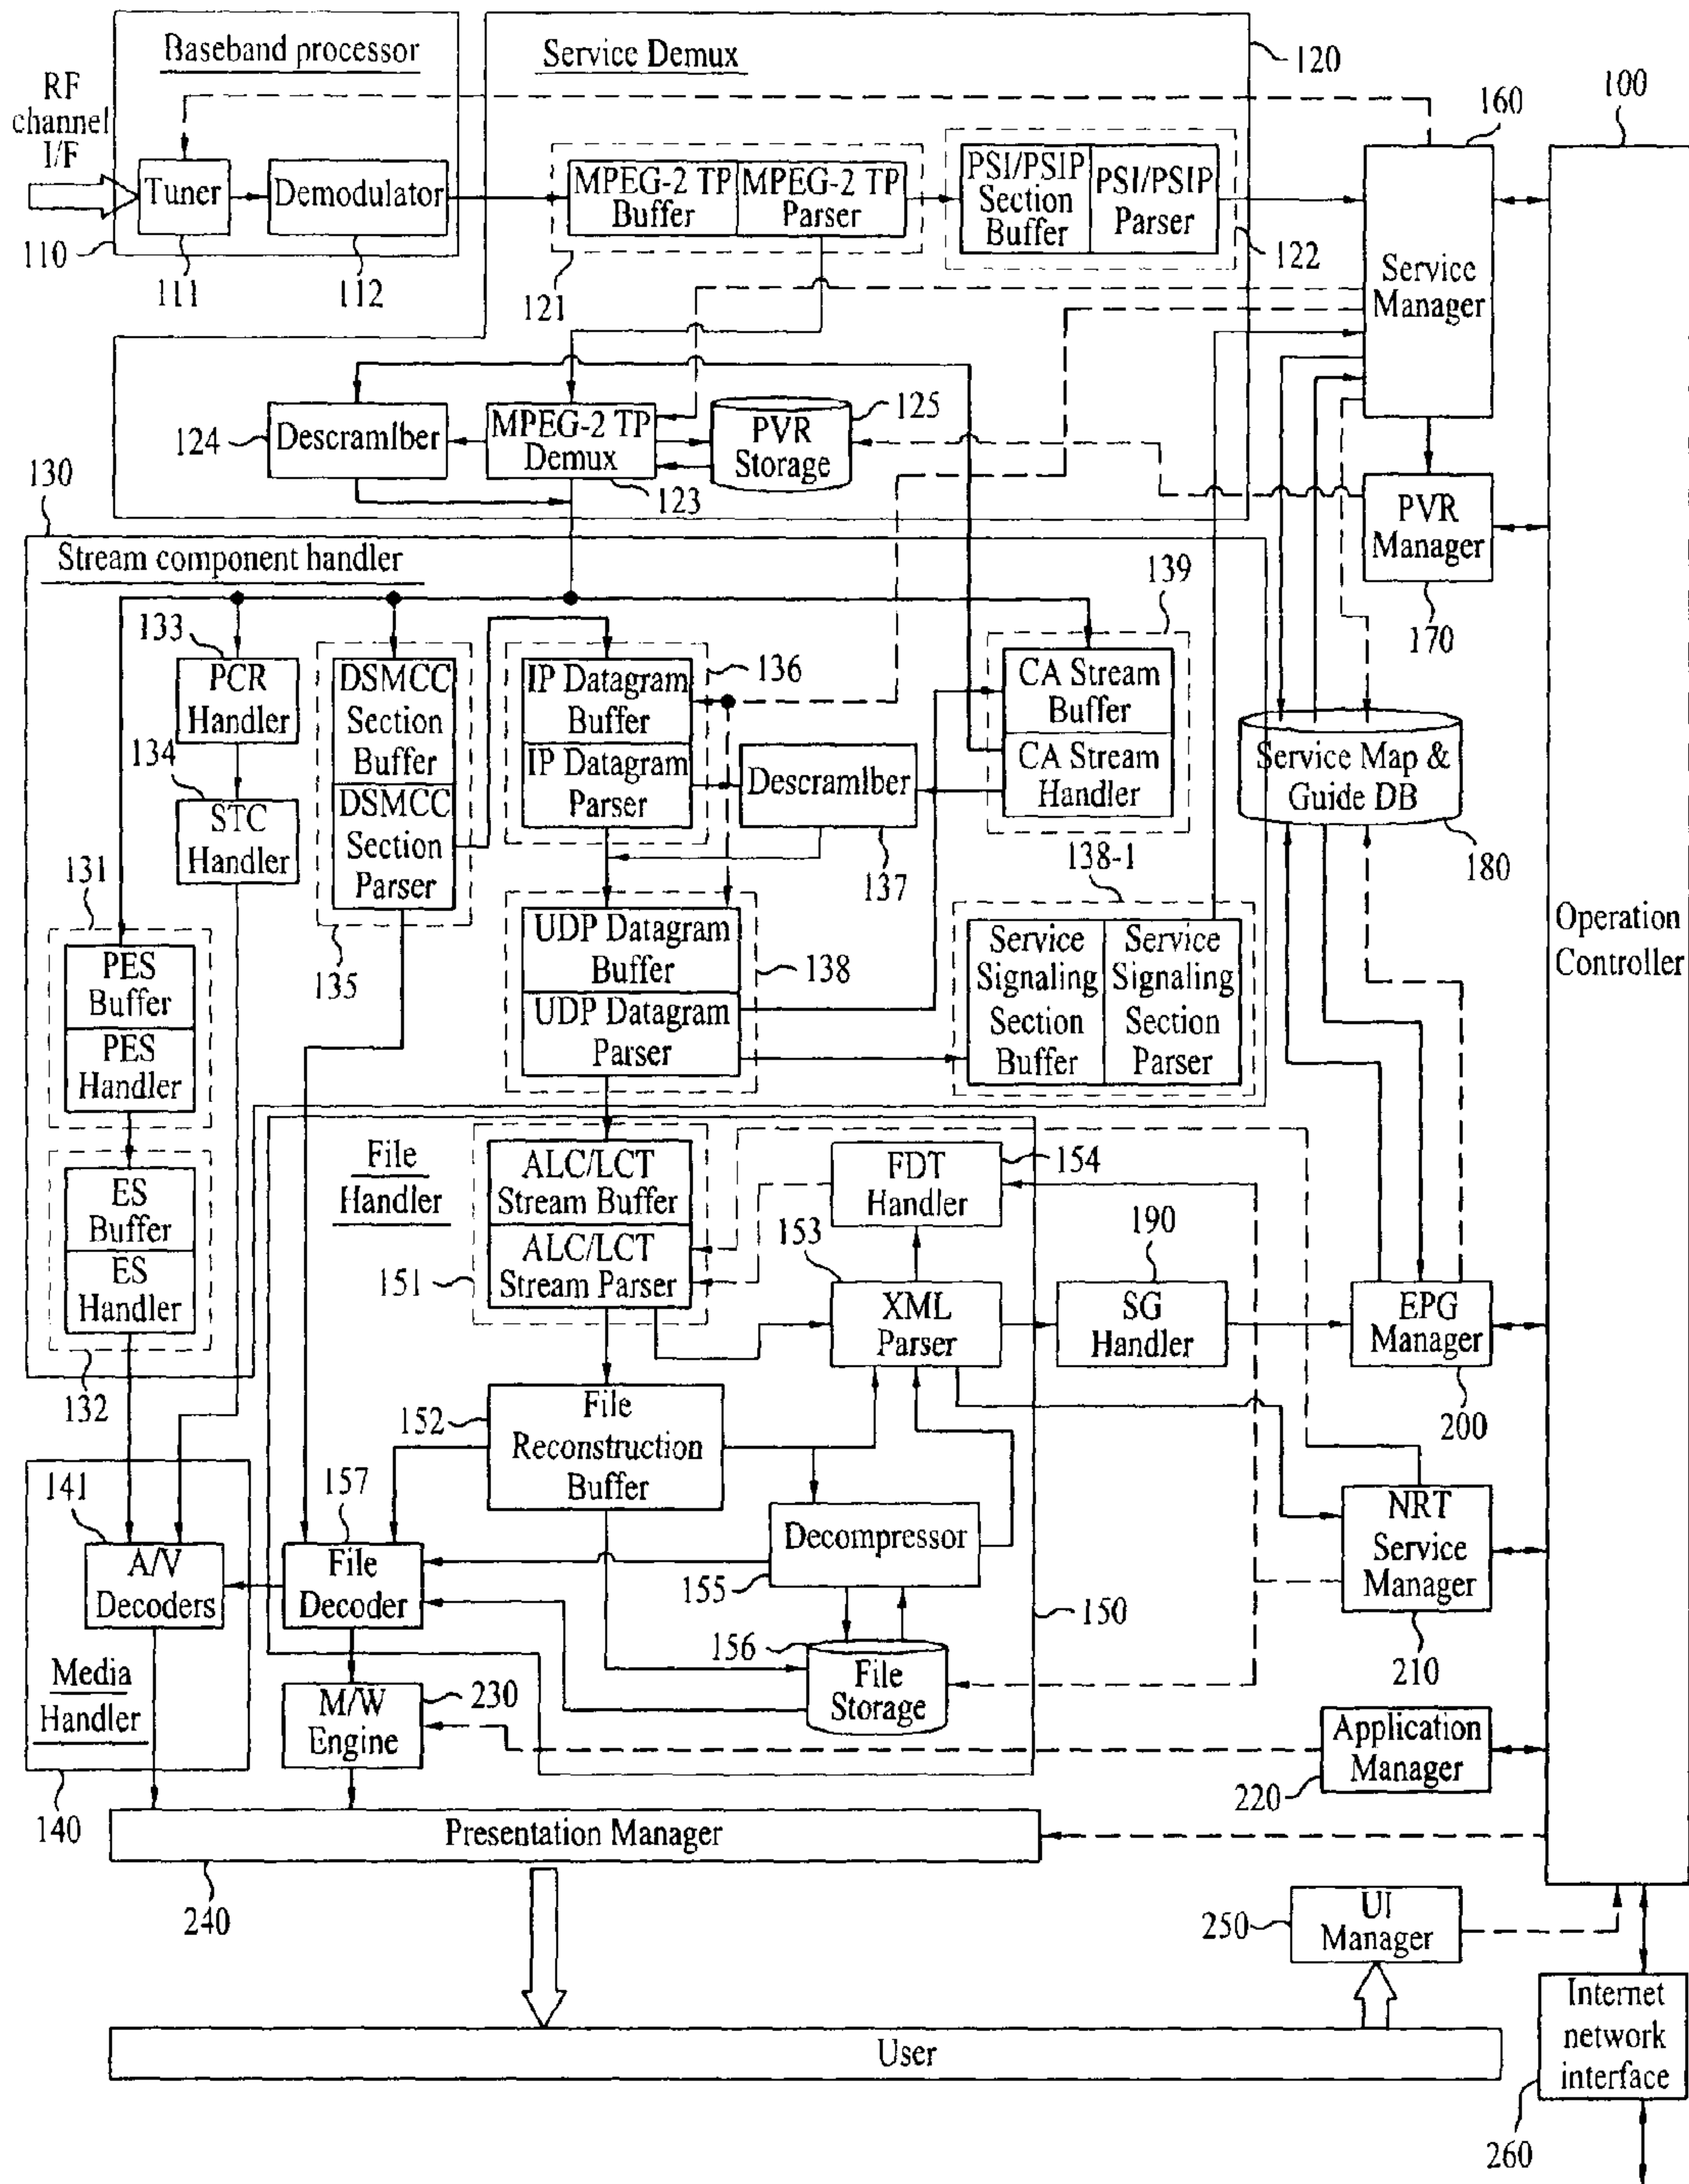 Baseband processor
Service Demux
120
RF
channel
I/F
100
160
Tuner
Demodulator
MPEG-2 TP
Buffer
MPEG-2 TP
Parser
PSI/PSIP
Section
Buffer
PSI/PSIP
Parser
110
111
112
121
122
Service
Manager
124
Descramlber
MPEG-2 TP
Demux
PVR
Storage
125
123
130
PVR
Manager
170
Stream component handler
139
133
PCR
Handler
134
STC
Handler
DSMCC
Section
Buffer
DSMCC
Section
Parser
135
IP Datagram
Buffer
IP Datagram
Parser
136
Descramlber
137
CA Stream
Buffer
CA Stream
Handler
Service Map &
Guide DB
180
138-1
131
PES
Buffer
PES
Handler
UDP Datagram
Buffer
UDP Datagram
Parser
138
Service
Signaling
Section
Buffer
Service
Signaling
Section
Parser
Operation
Controller
File
Handler
ES
Buffer
ES
Handler
132
ALC/LCT
Stream Buffer
ALC/LCT
Stream Parser
151
FDT
Handler
154
153
XML
Parser
190
SG
Handler
EPG
Manager
200
152
File
Reconstruction
Buffer
141
A/V
Decoders
157
File
Decoder
Decompressor
155
NRT
Service
Manager
210
150
156
File
Storage
Media
Handler
140
M/W
Engine
230
Application
Manager
220
Presentation Manager
240
250
UI
Manager
Internet
network
interface
260
User